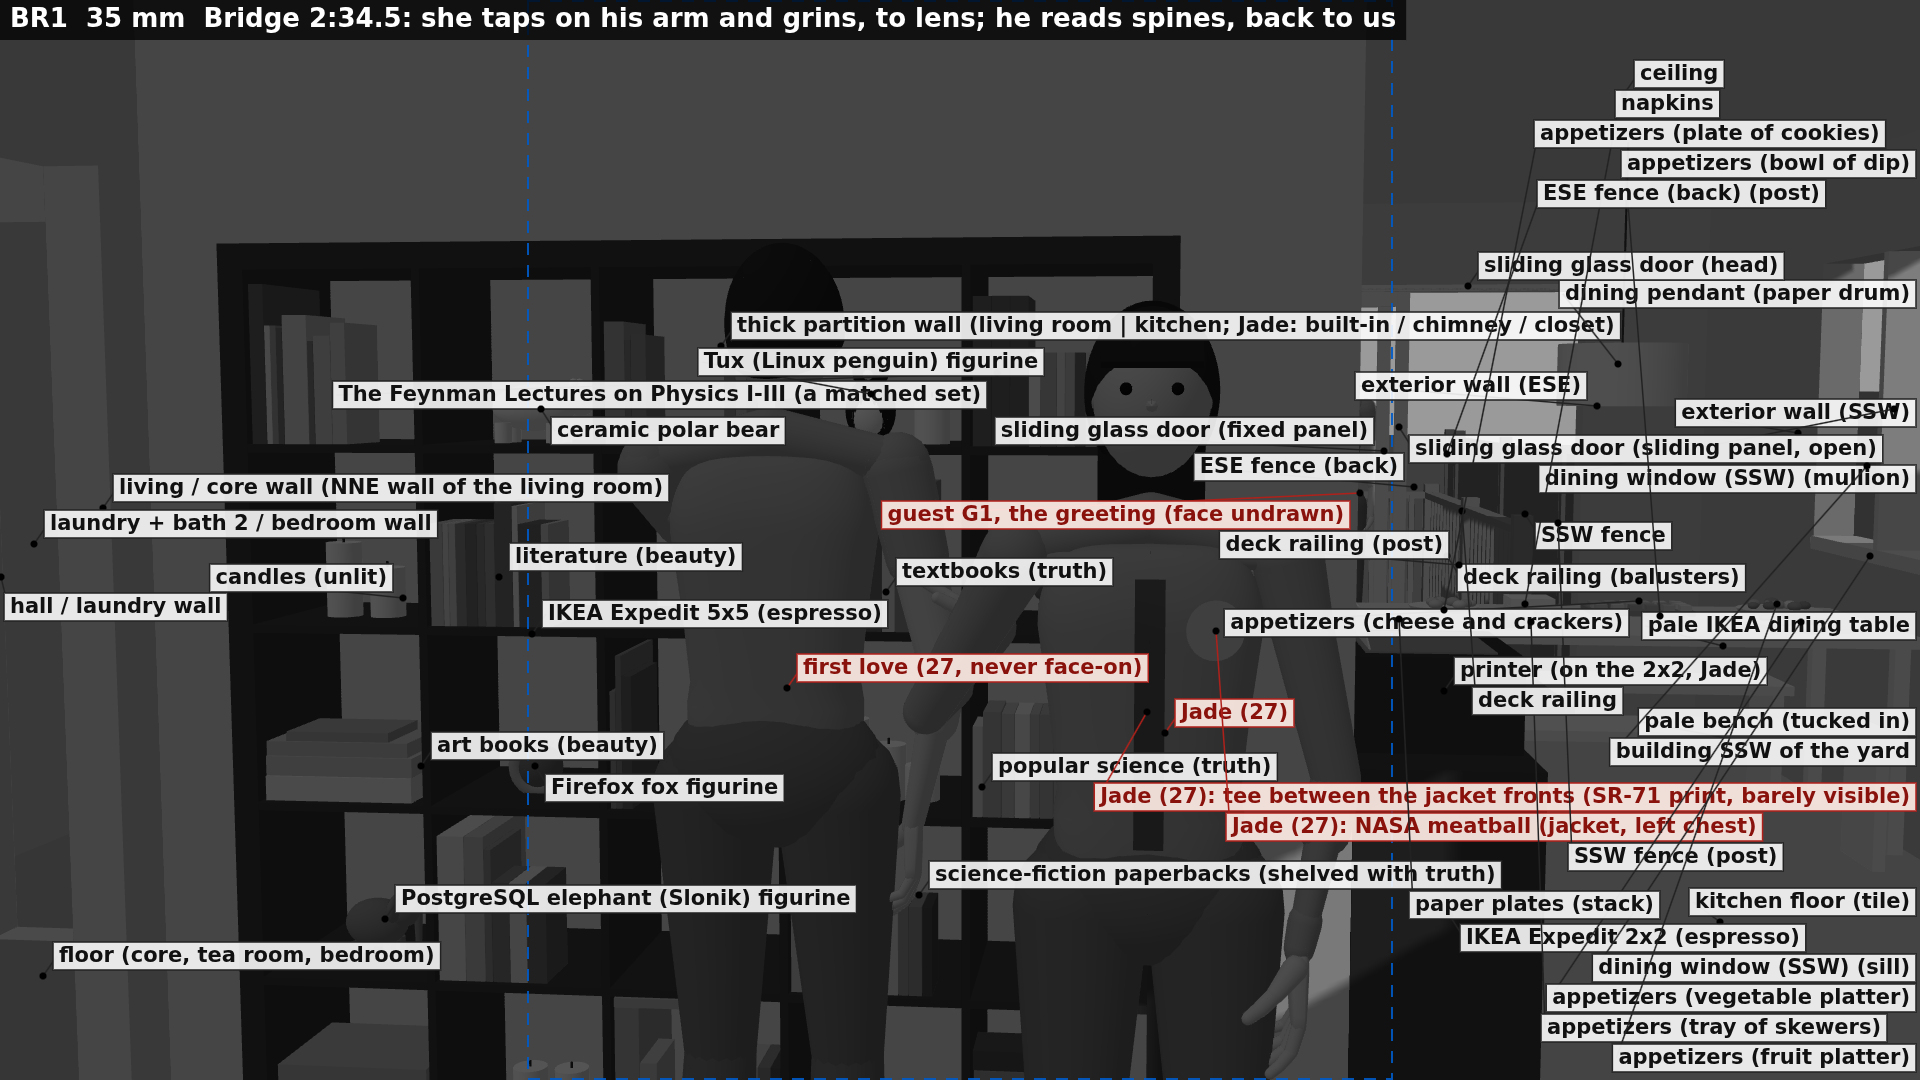 BR1  35 mm  Bridge 2:34.5: she taps on his arm and grins, to lens; he reads spines, back to us
ceiling
napkins
appetizers (plate of cookies)
appetizers (bowl of dip)
ESE fence (back) (post)
sliding glass door (head)
dining pendant (paper drum)
thick partition wall (living room | kitchen; Jade: built-in / chimney / closet)
Tux (Linux penguin) figurine
The Feynman Lectures on Physics I-III (a matched set)
exterior wall (ESE)
exterior wall (SSW)
ceramic polar bear
sliding glass door (fixed panel)
sliding glass door (sliding panel, open)
ESE fence (back)
dining window (SSW) (mullion)
living / core wall (NNE wall of the living room)
laundry + bath 2 / bedroom wall
guest G1, the greeting (face undrawn)
deck railing (post)
SSW fence
literature (beauty)
textbooks (truth)
candles (unlit)
deck railing (balusters)
hall / laundry wall
IKEA Expedit 5x5 (espresso)
appetizers (cheese and crackers)
pale IKEA dining table
first love (27, never face-on)
printer (on the 2x2, Jade)
deck railing
Jade (27)
pale bench (tucked in)
art books (beauty)
building SSW of the yard
popular science (truth)
Firefox fox figurine
Jade (27): tee between the jacket fronts (SR-71 print, barely visible)
Jade (27): NASA meatball (jacket, left chest)
SSW fence (post)
science-fiction paperbacks (shelved with truth)
PostgreSQL elephant (Slonik) figurine
paper plates (stack)
kitchen floor (tile)
IKEA Expedit 2x2 (espresso)
floor (core, tea room, bedroom)
dining window (SSW) (sill)
appetizers (vegetable platter)
appetizers (tray of skewers)
appetizers (fruit platter)